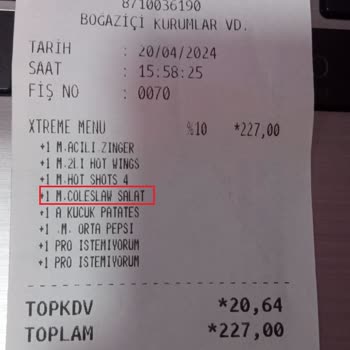 8710036190
BOĞAZİÇİ KURUMLAR VD.
TARİH : 20/04/2024
SAAT : 15:58:25
FİŞ NO : 0070
XTREME MENU %10 *227,00
+1 M.ACILI ZINGER
+1 M.2LI HOT WINGS
+1 M.HOT SHOTS 4
+1 M.COLESLAW SALAT
+1 A KUCUK PATATES
+1 .M. ORTA PEPSI
+1 PRO ISTEMIYORUM
+1 PRO ISTEMIYORUM
TOPKDV *20,64
TOPLAM *227,00